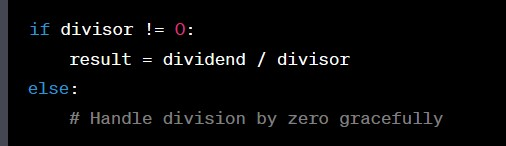 if divisor != 0:
    result = dividend / divisor
else:
    # Handle division by zero gracefully